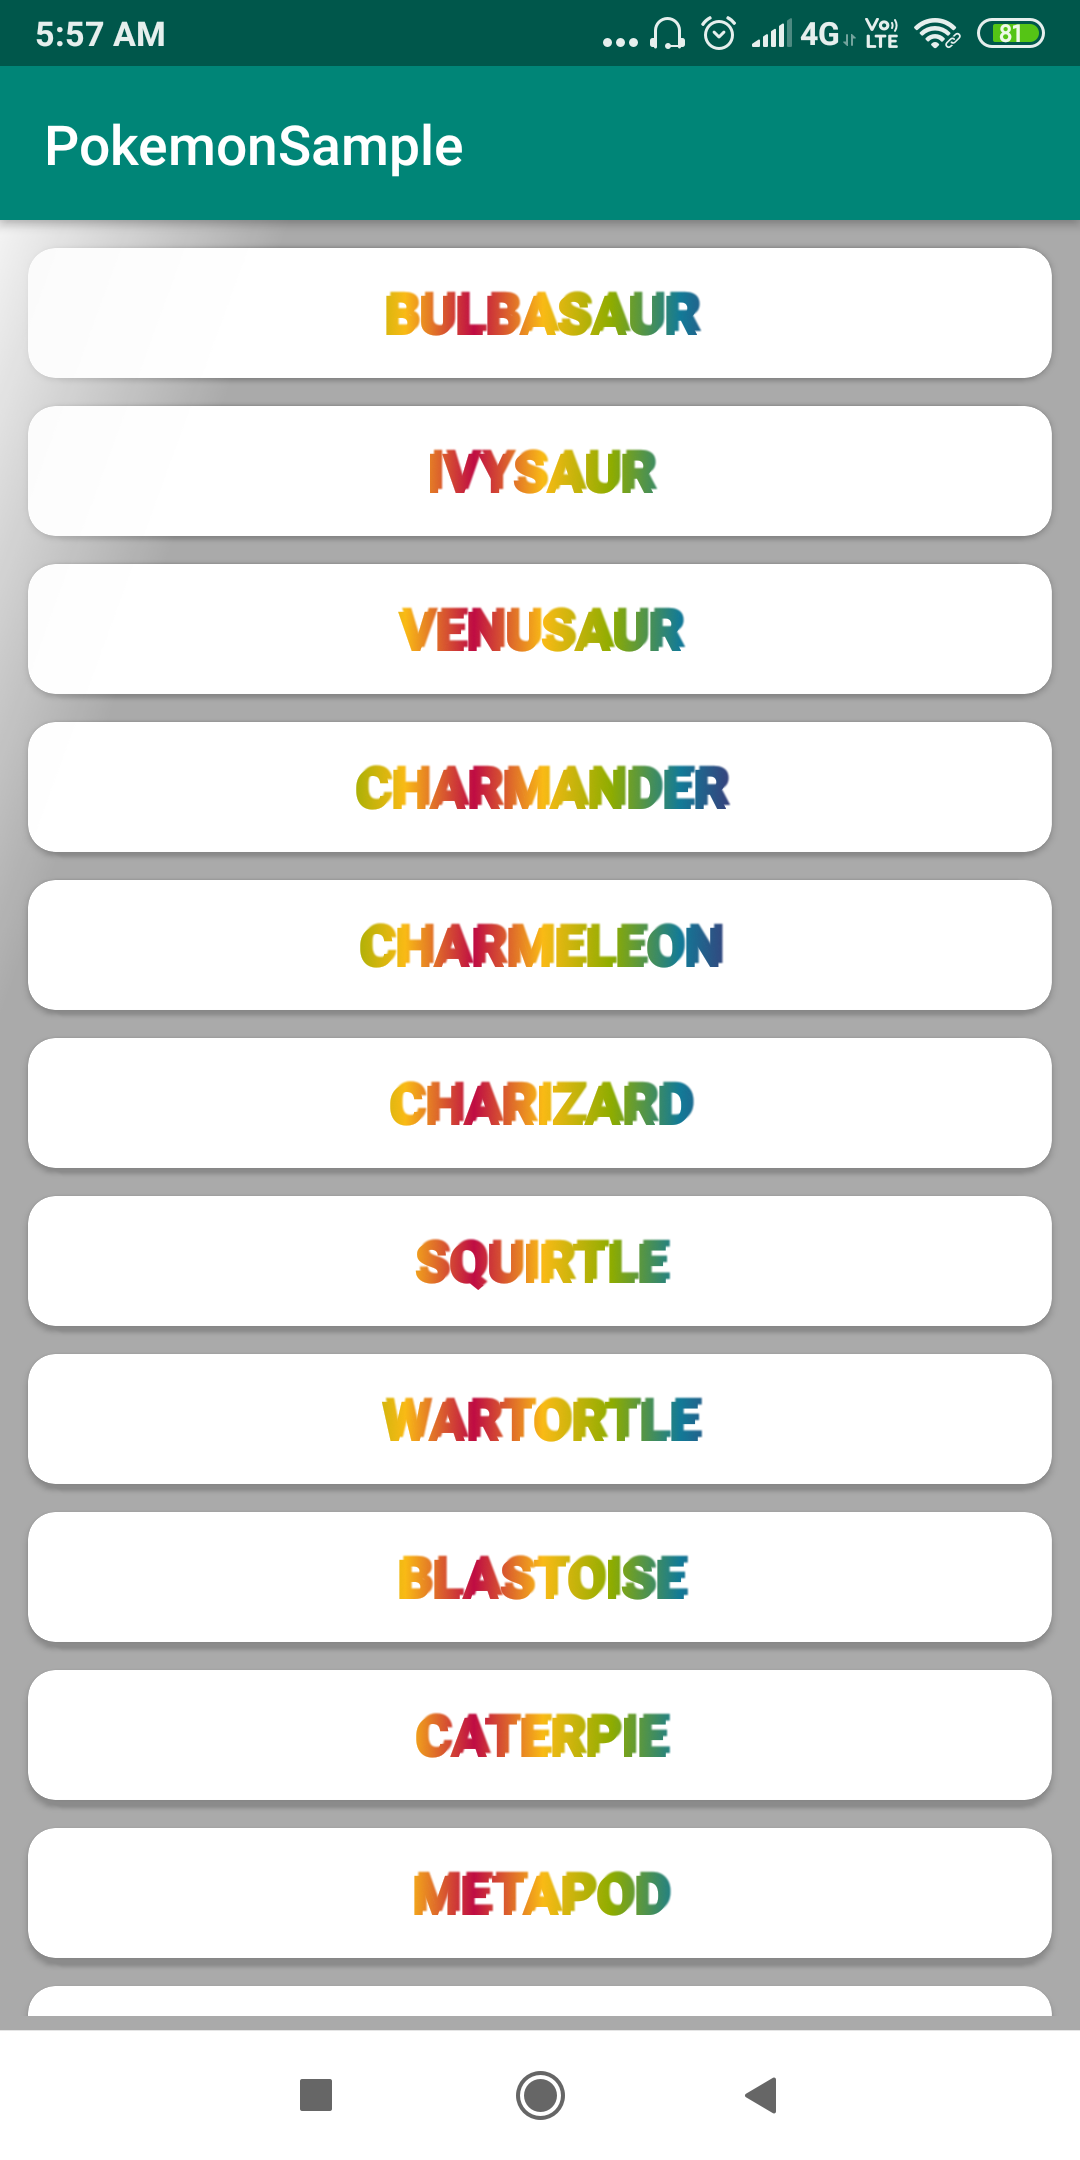 5:57 AM
4G
Vo))
LTE
81
PokemonSample
BULBASAUR
IVYSAUR
VENUSAUR
CHARMANDER
CHARMELEON
CHARIZARD
SQUIRTLE
WARTORTLE
BLASTOISE
CATERPIE
METAPOD